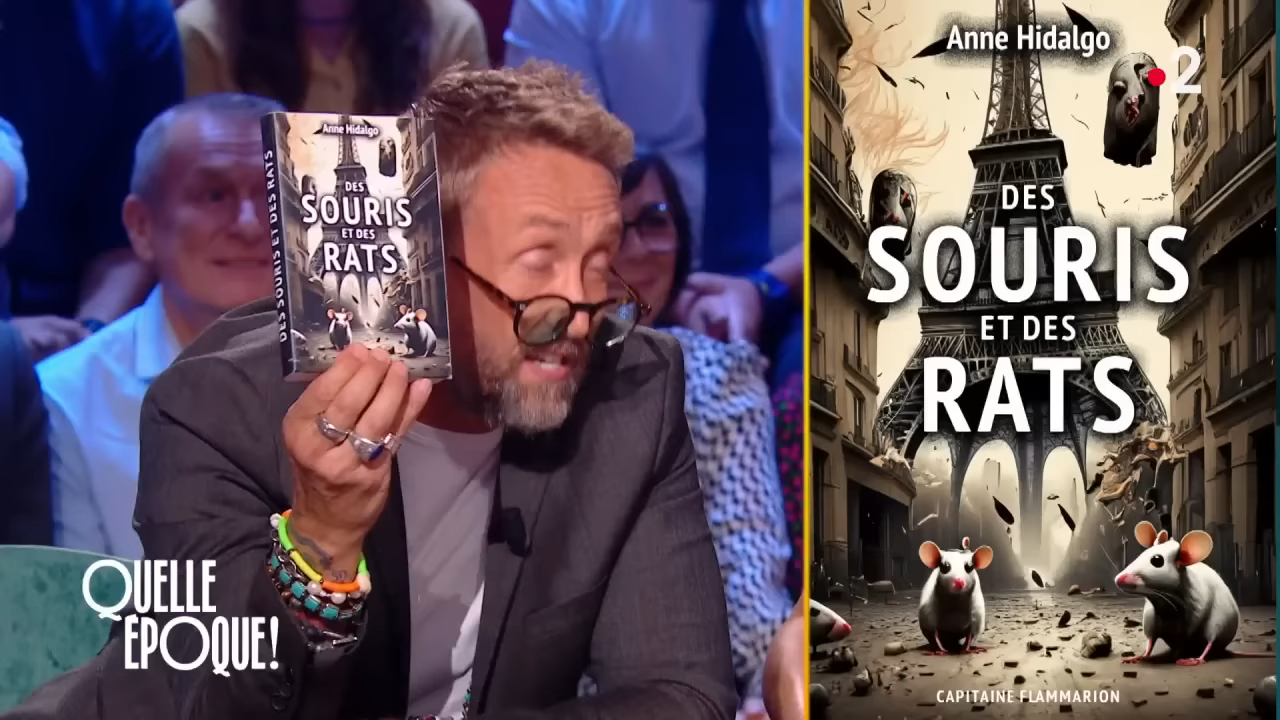 Anne Hidalgo
DES
SOURIS
ET DES
RATS
DES SOURIS ET DES RATS
QUELLE
ÉPOQUE!
Anne Hidalgo
2
DES
SOURIS
ET DES
RATS
CAPITAINE FLAMMARION